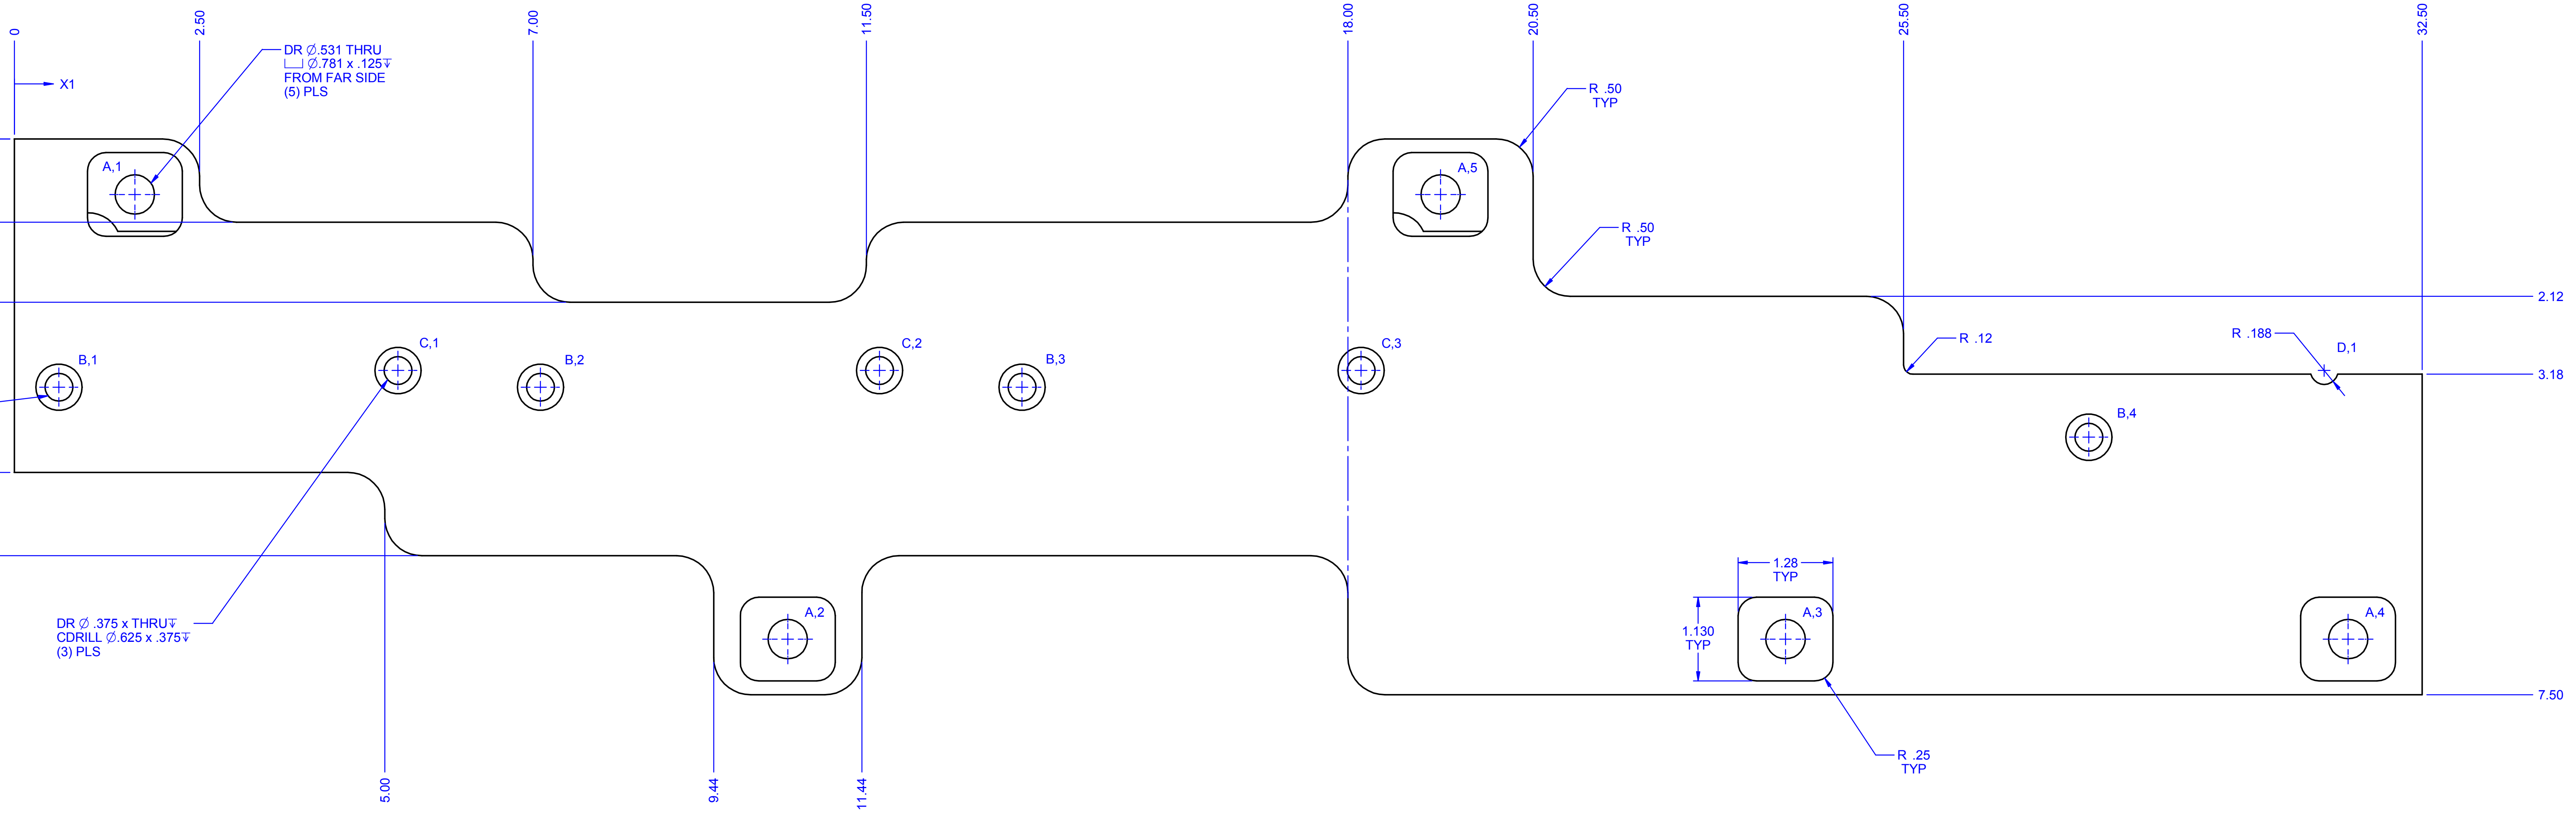 0
2.50
7.00
11.50
18.00
20.50
25.50
32.50
X1
DR Ø.531 THRU
⌴ Ø.781 x .125↧
FROM FAR SIDE
(5) PLS
R .50
TYP
A,1
A,5
R .50
TYP
2.12
R .188
R .12
D,1
C,1
C,2
C,3
B,1
B,2
B,3
3.18
B,4
1.28
TYP
A,2
A,3
A,4
DR Ø .375 x THRU↧
CDRILL Ø.625 x .375↧
(3) PLS
1.130
TYP
7.50
R .25
TYP
5.00
9.44
11.44